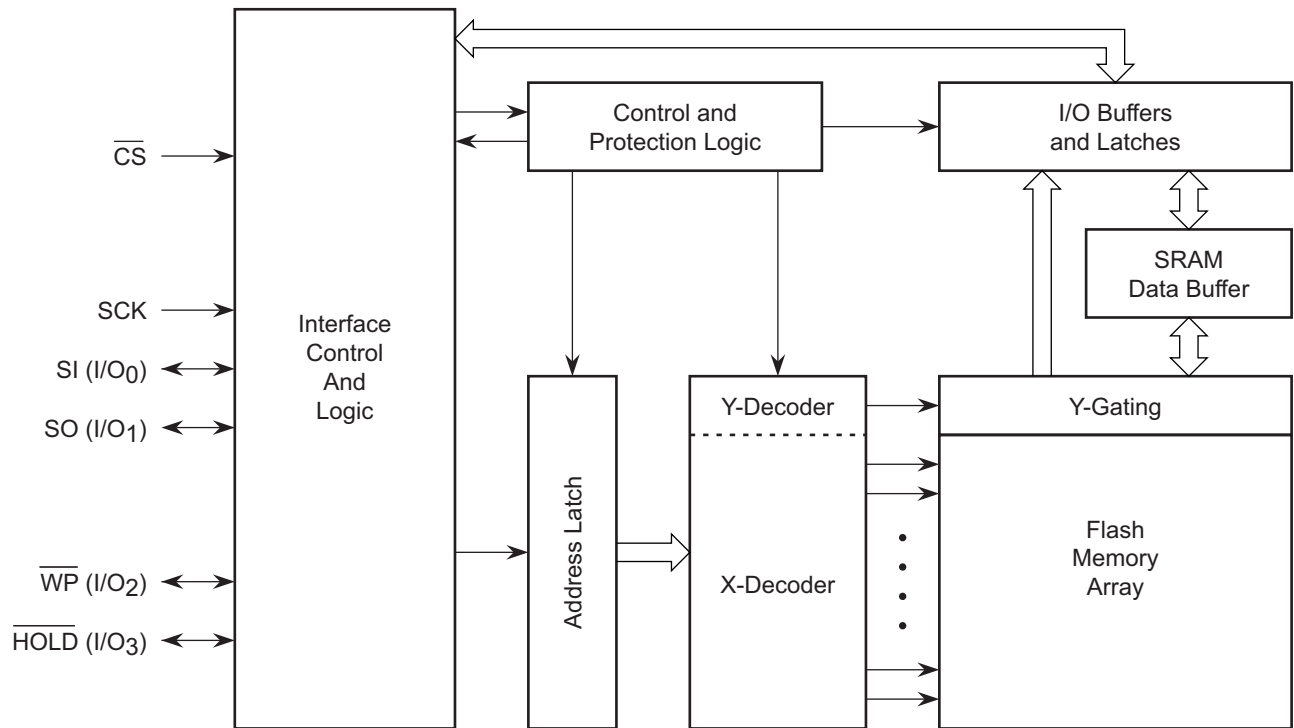 CS
SCK
SI (I/O0)
SO (I/O1)
WP (I/O2)
HOLD (I/O3)
Interface
Control
And
Logic
Control and
Protection Logic
I/O Buffers
and Latches
SRAM
Data Buffer
Address Latch
Y-Decoder
X-Decoder
Y-Gating
Flash
Memory
Array